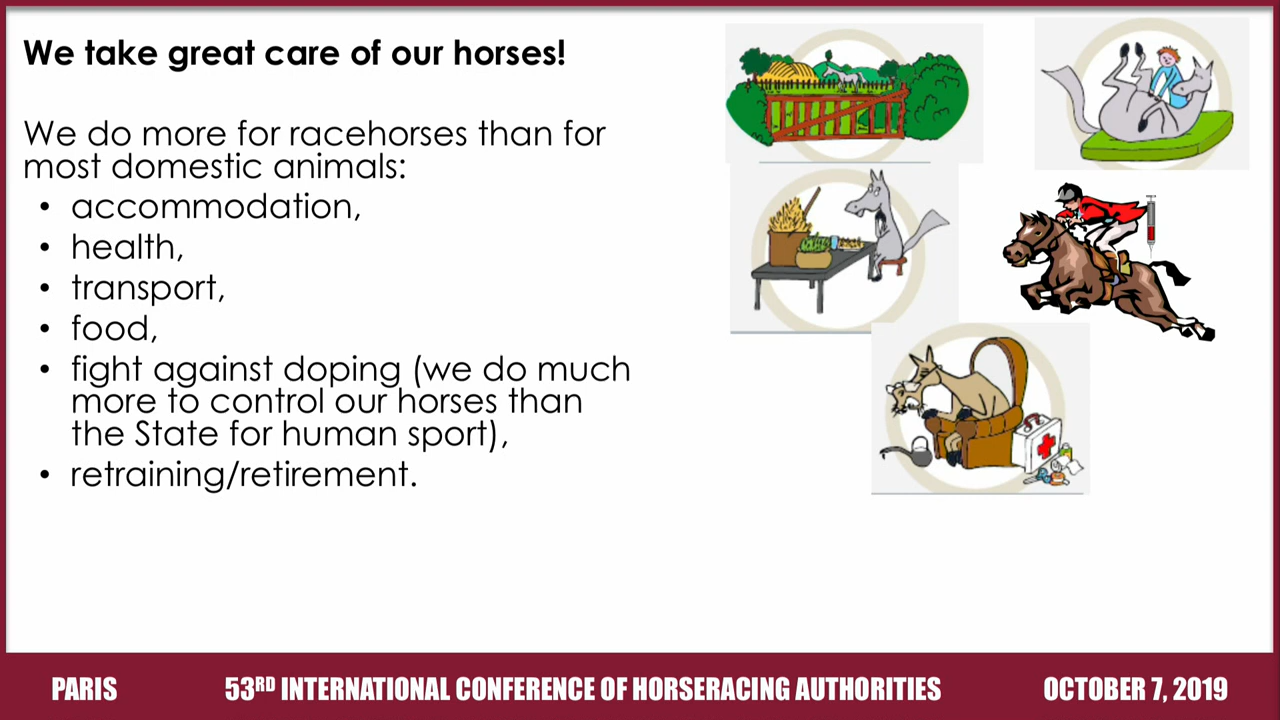 We take great care of our horses!
We do more for racehorses than for
most domestic animals:
• accommodation,
• health,
• transport,
• food,
• fight against doping (we do much
more to control our horses than
the State for human sport),
• retraining/retirement.
PARIS 53RD INTERNATIONAL CONFERENCE OF HORSERACING AUTHORITIES OCTOBER 7, 2019